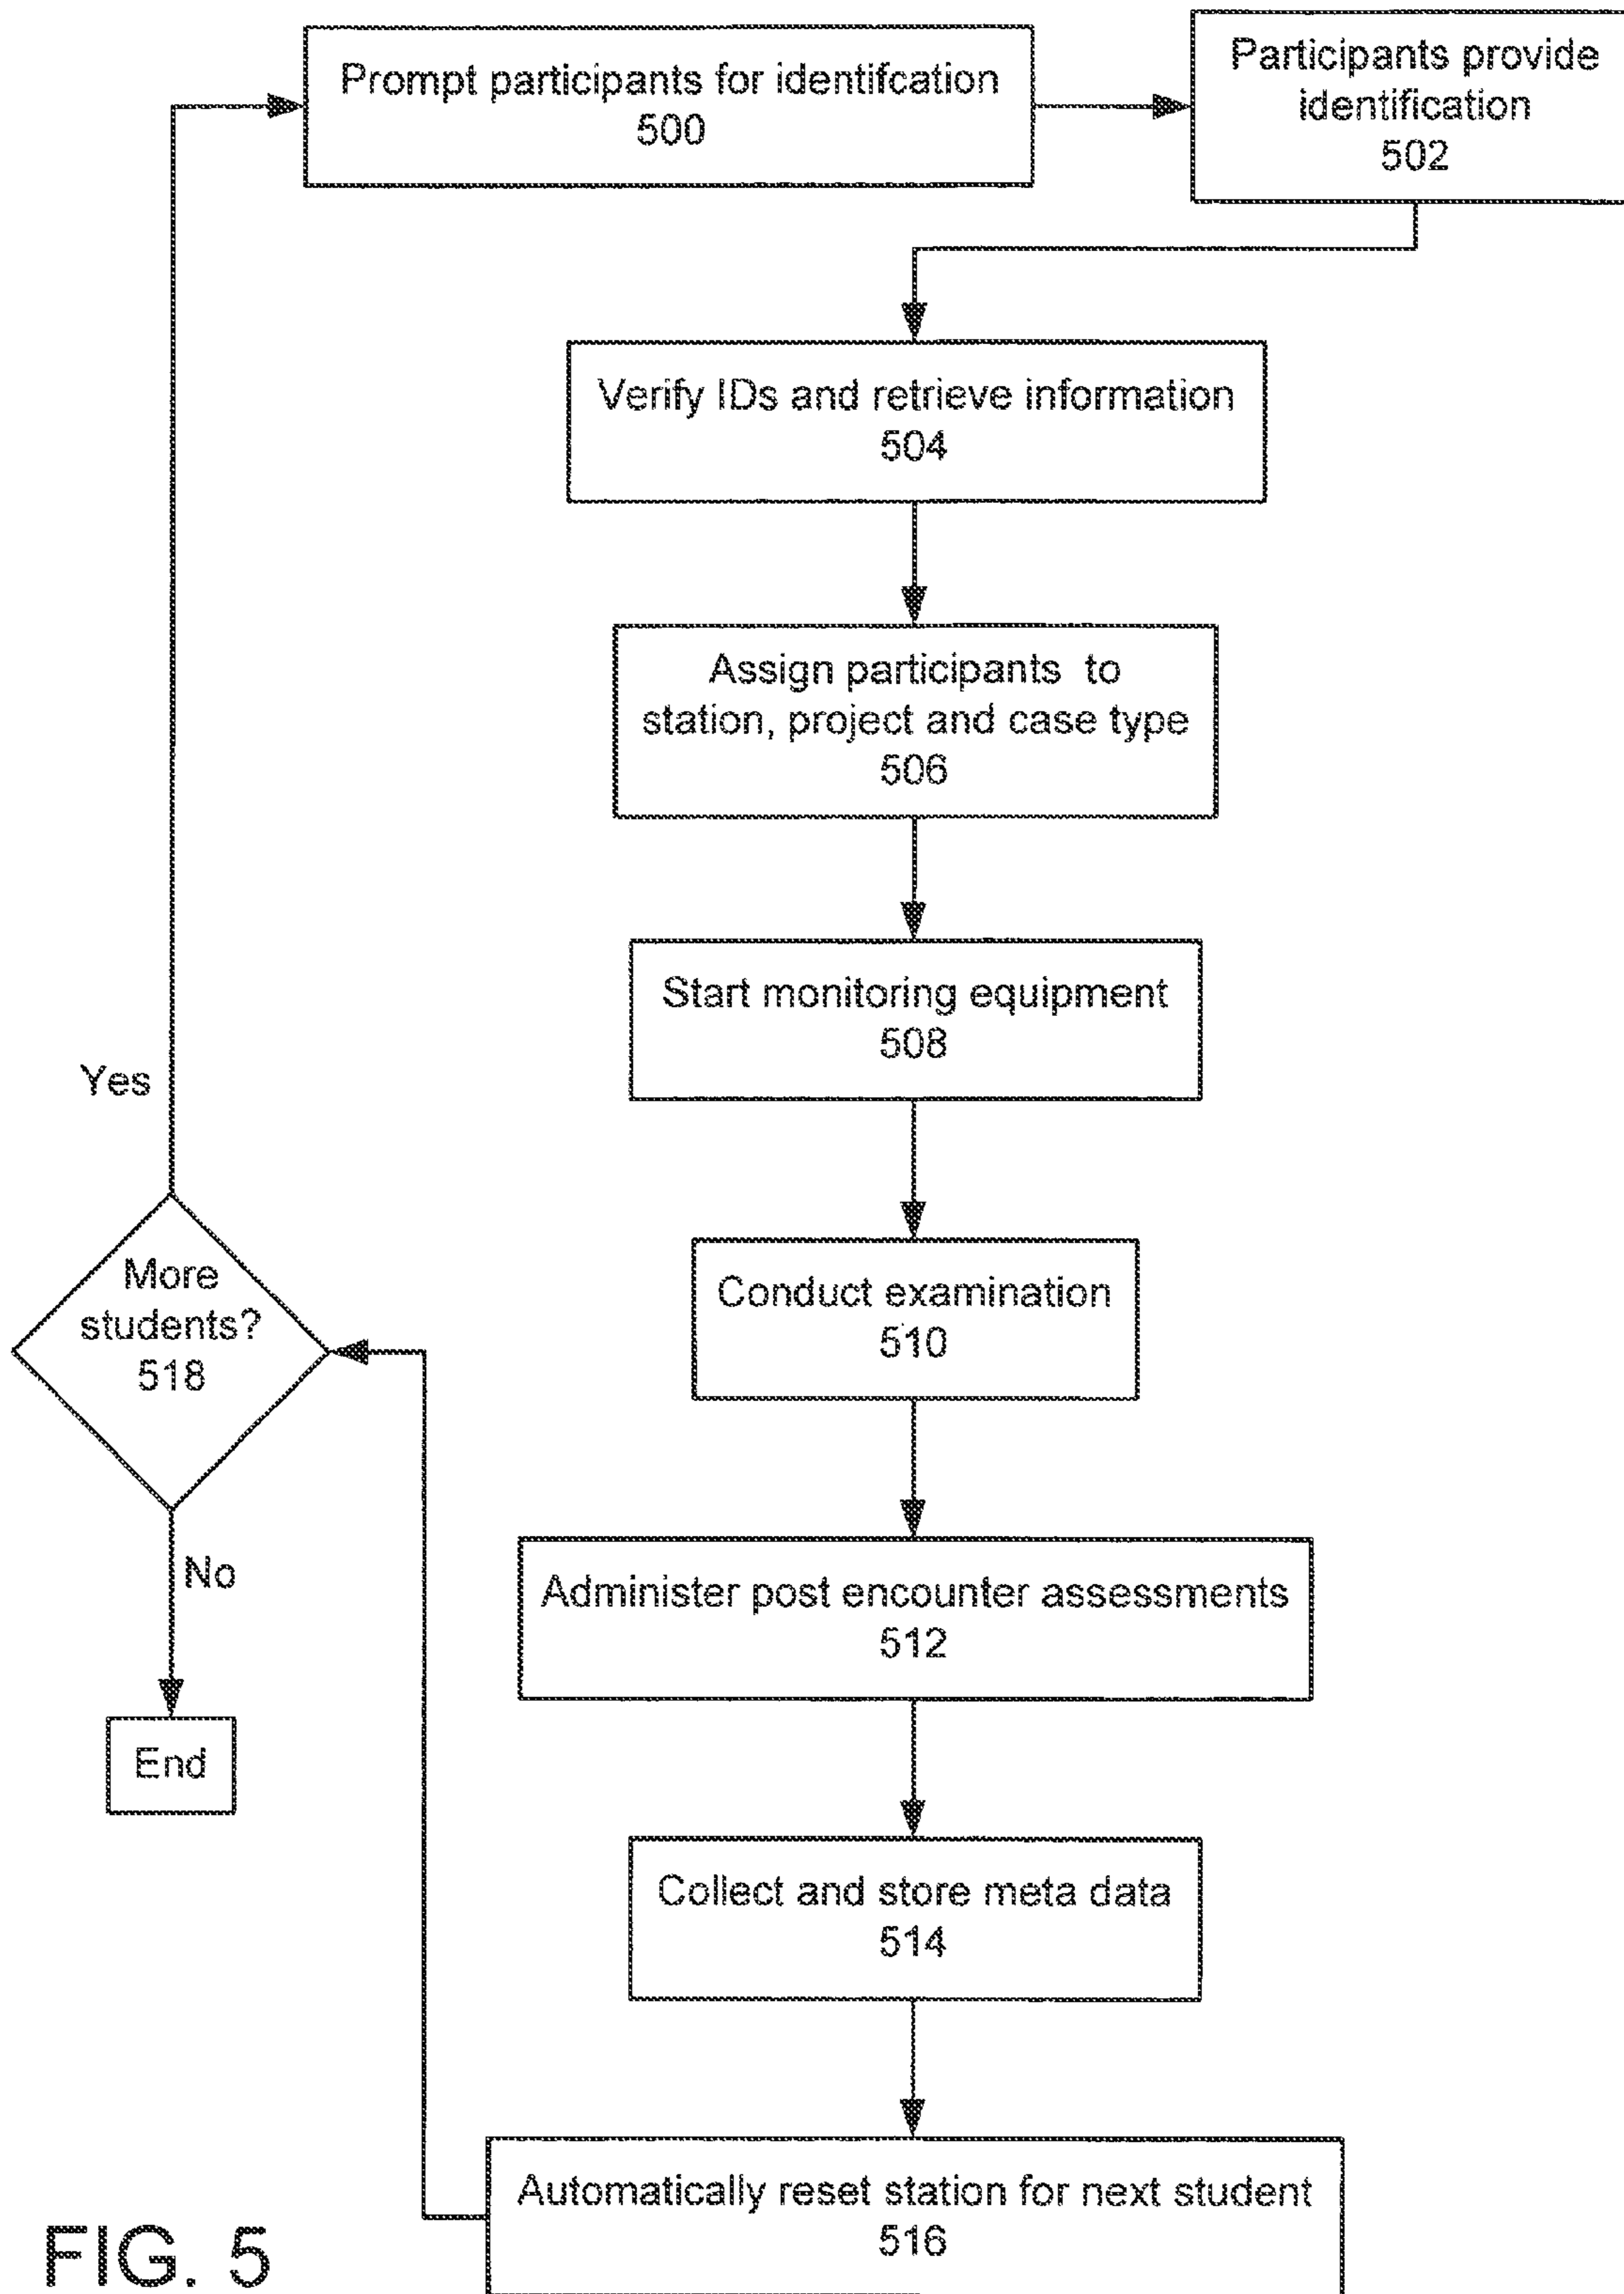 Prompt participants for identifcation
500
Participants provide
identification
502
Verify IDs and retrieve information
504
Assign participants to
station, project and case type
506
Start monitoring equipment
508
Conduct examination
510
Administer post encounter assessments
512
Collect and store meta data
514
Automatically reset station for next student
516
More
students?
518
Yes
No
End
FIG. 5